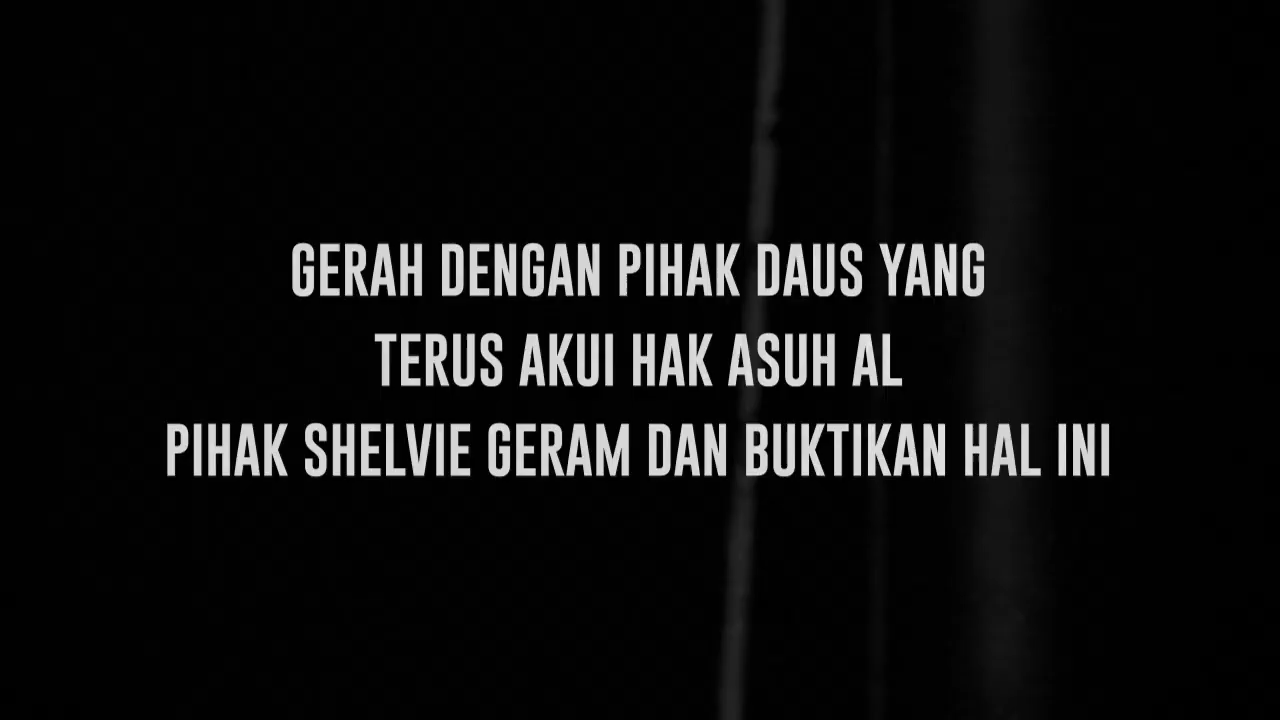 GERAH DENGAN PIHAK DAUS YANG
TERUS AKUI HAK ASUH AL
PIHAK SHELVIE GERAM DAN BUKTIKAN HAL INI